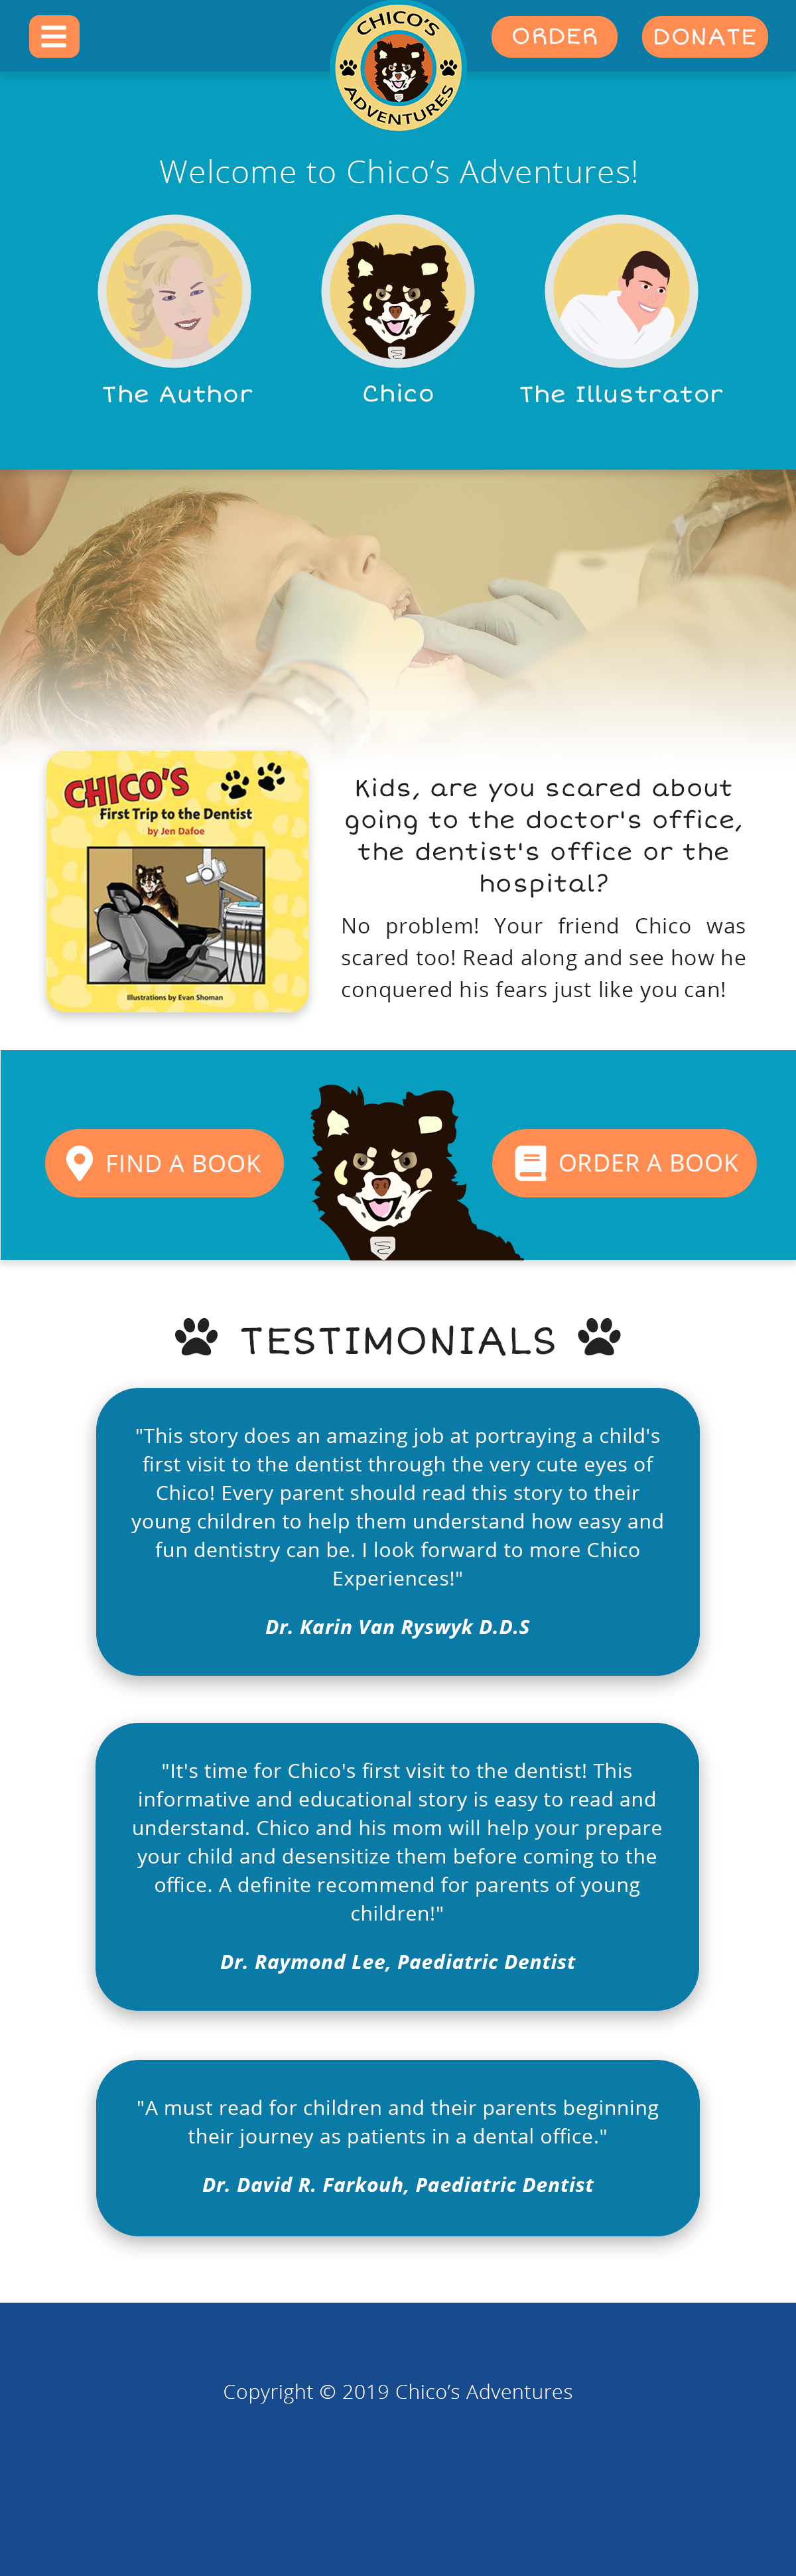 CHICO'S
ADVENTURES
ORDER
DONATE
Welcome to Chico’s Adventures!
The Author
Chico
The Illustrator
CHICO'S
First Trip to the Dentist
by Jen Dafoe
Illustrations by Evan Shoman
Kids, are you scared about
going to the doctor's office,
the dentist's office or the
hospital?
No problem! Your friend Chico was
scared too! Read along and see how he
conquered his fears just like you can!
FIND A BOOK
ORDER A BOOK
TESTIMONIALS
"This story does an amazing job at portraying a child's
first visit to the dentist through the very cute eyes of
Chico! Every parent should read this story to their
young children to help them understand how easy and
fun dentistry can be. I look forward to more Chico
Experiences!"
Dr. Karin Van Ryswyk D.D.S
"It's time for Chico's first visit to the dentist! This
informative and educational story is easy to read and
understand. Chico and his mom will help your prepare
your child and desensitize them before coming to the
office. A definite recommend for parents of young
children!"
Dr. Raymond Lee, Paediatric Dentist
"A must read for children and their parents beginning
their journey as patients in a dental office."
Dr. David R. Farkouh, Paediatric Dentist
Copyright © 2019 Chico’s Adventures